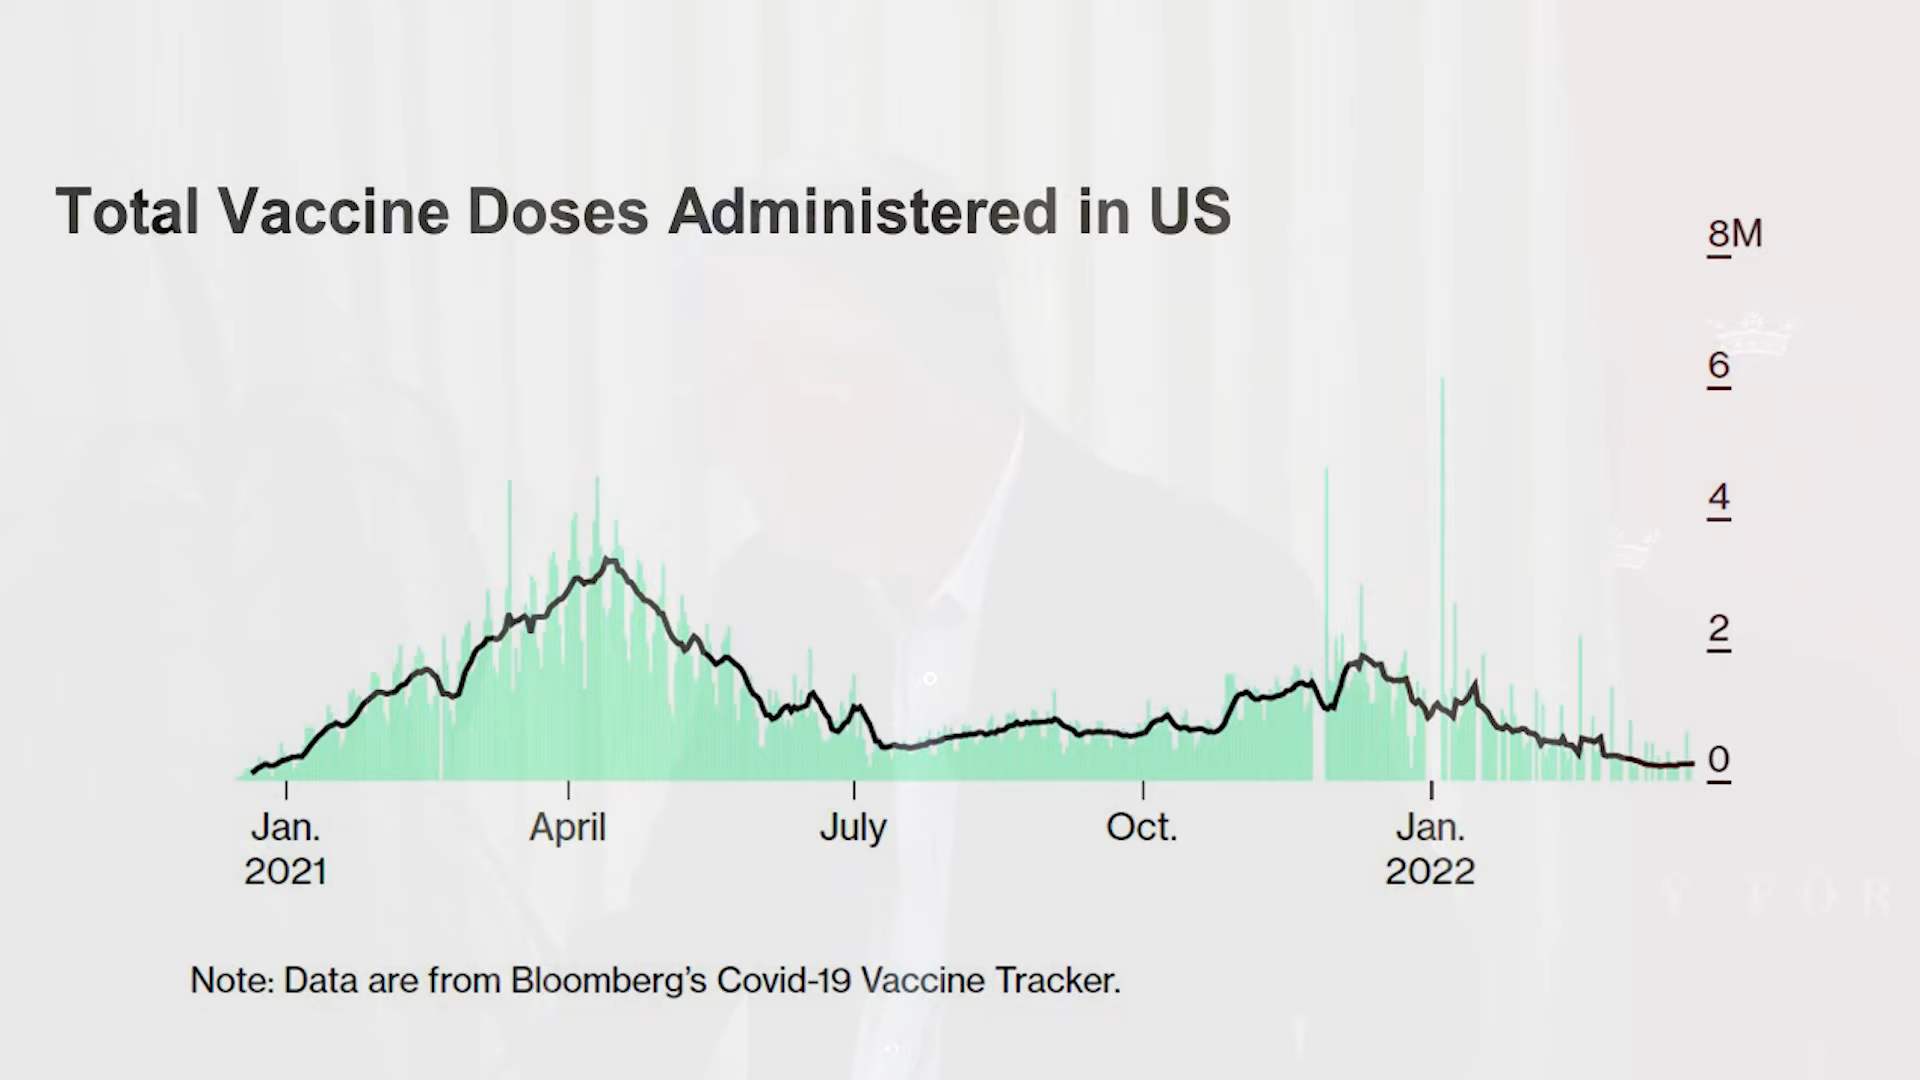 Total Vaccine Doses Administered in US
8M
6
4
2
0
Jan. April July Oct. Jan.
2021 2022
Note: Data are from Bloomberg’s Covid-19 Vaccine Tracker.